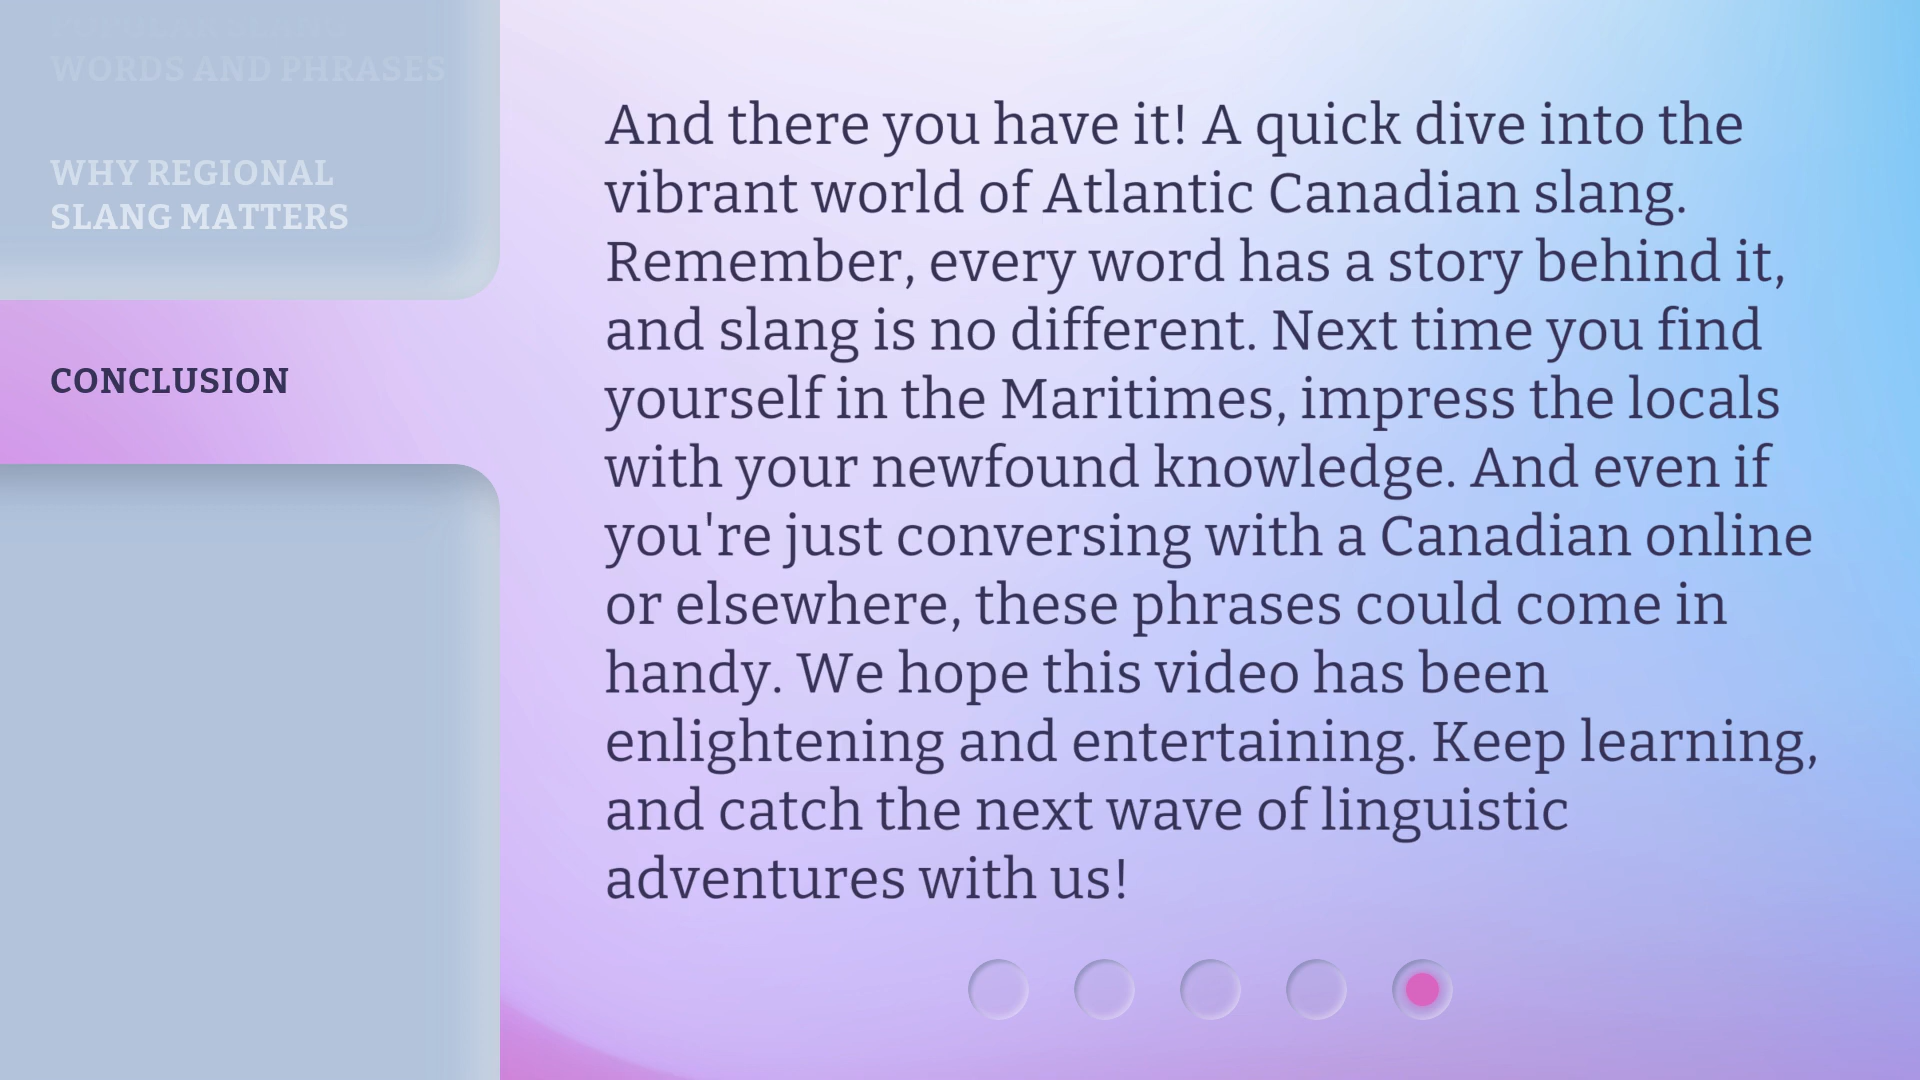 POPULAR SLANG
WORDS AND PHRASES
WHY REGIONAL
SLANG MATTERS
CONCLUSION
And there you have it! A quick dive into the
vibrant world of Atlantic Canadian slang.
Remember, every word has a story behind it,
and slang is no different. Next time you find
yourself in the Maritimes, impress the locals
with your newfound knowledge. And even if
you're just conversing with a Canadian online
or elsewhere, these phrases could come in
handy. We hope this video has been
enlightening and entertaining. Keep learning,
and catch the next wave of linguistic
adventures with us!